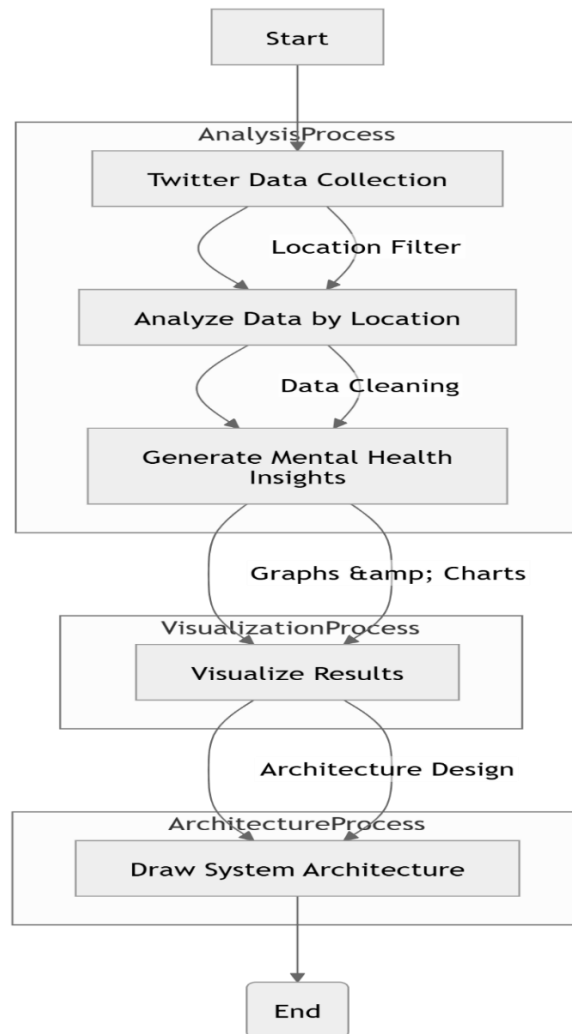 Start
AnalysisProcess
Twitter Data Collection
Location Filter
Analyze Data by Location
Data Cleaning
Generate Mental Health
Insights
Graphs &amp; Charts
VisualizationProcess
Visualize Results
Architecture Design
ArchitectureProcess
Draw System Architecture
End